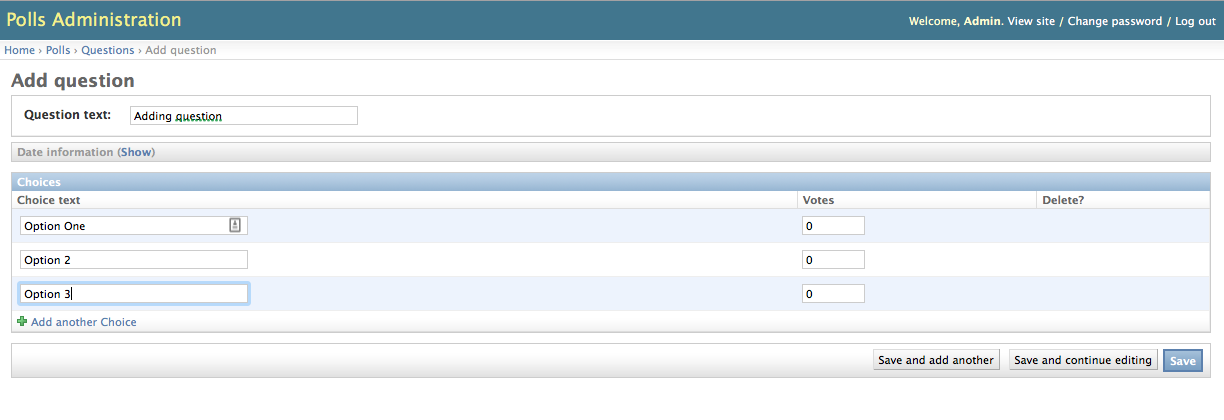 Polls Administration
Welcome, Admin. View site / Change password / Log out
Home › Polls › Questions › Add question
Add question
Question text: Adding question
Date information (Show)
Choices
Choice text Votes Delete?
Option One 0
Option 2 0
Option 3 0
Add another Choice
Save and add another Save and continue editing Save